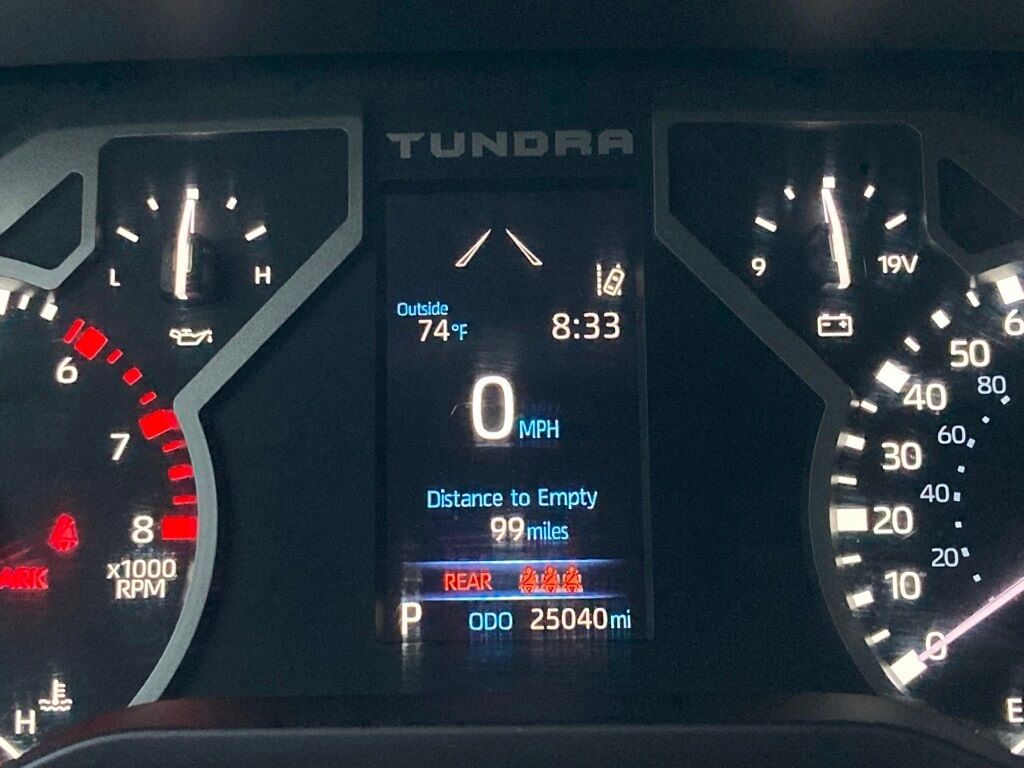 TUNDRA
L H
9 19V
Outside
74°F 8:33
0 MPH
Distance to Empty
99 miles
REAR
P ODO 25040 mi
6
7
8
x1000
RPM
H
6
50
40
30
20
10
0
80
60
40
20
E